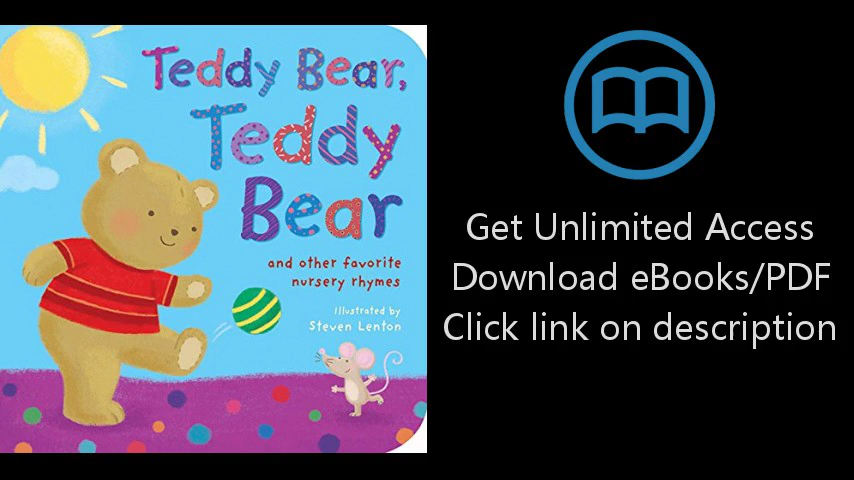 Teddy Bear,
Teddy
Bear
and other favorite
nursery rhymes
Illustrated by
Steven Lenton
Get Unlimited Access
Download eBooks/PDF
Click link on description